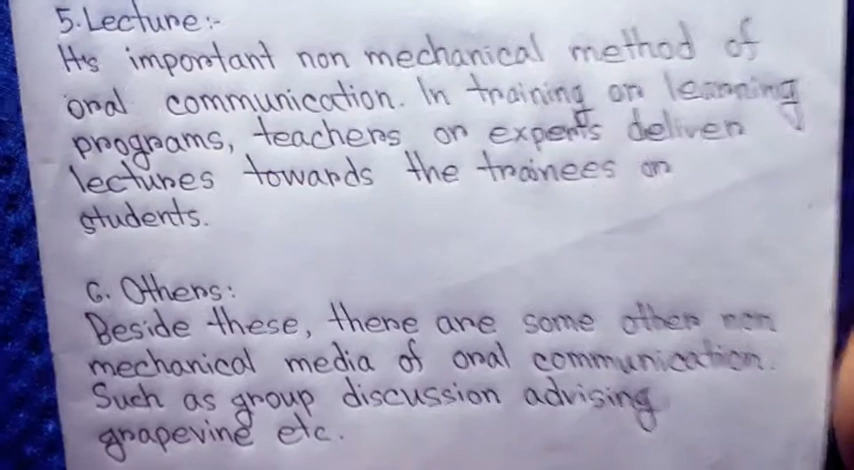 5. Lecture:-
It's important non mechanical method of
oral communication. In training or learning
programs, teachers or experts deliver
lectures towards the trainees or
students.
6. Others:
Beside these, there are some other non
mechanical media of oral communication.
Such as group discussion advising
grapevine etc.